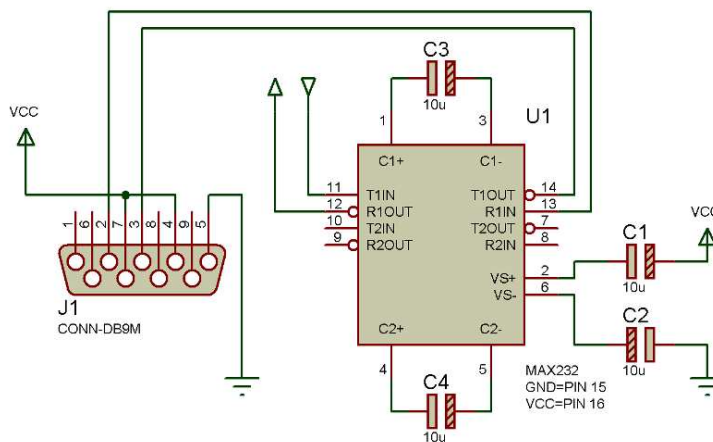 C3
10u
VCC
1
3
U1
C1+
C1-
11
T1IN
T1OUT
14
12
R1OUT
R1IN
13
10
T2IN
T2OUT
7
9
R2OUT
R2IN
8
VS+
2
VS-
6
C2+
C2-
4
5
C1
10u
VCC
C2
10u
1
6
2
7
3
8
4
9
5
J1
CONN-DB9M
MAX232
GND=PIN 15
VCC=PIN 16
C4
10u